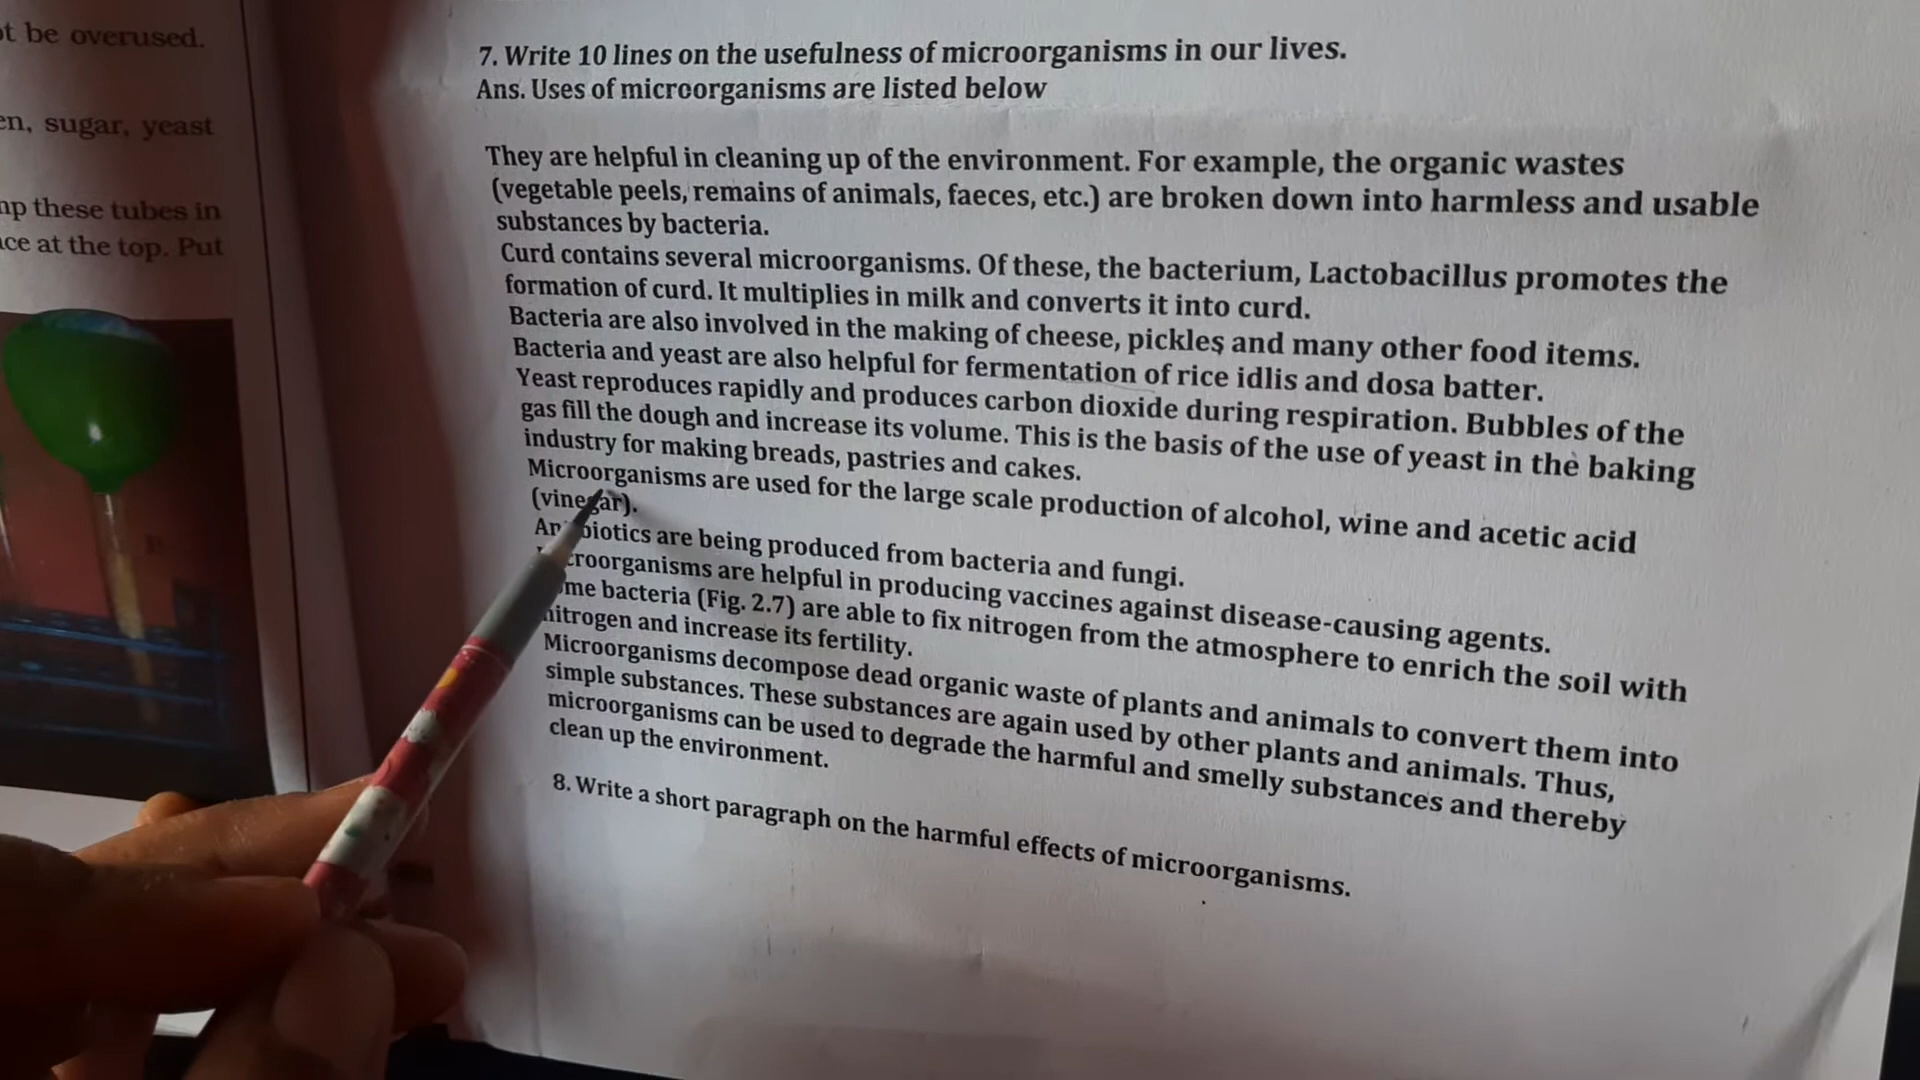 t be overused.
en, sugar, yeast
these tubes in
ce at the top. Put
7. Write 10 lines on the usefulness of microorganisms in our lives.
Ans. Uses of microorganisms are listed below
They are helpful in cleaning up of the environment. For example, the organic wastes
(vegetable peels, remains of animals, faeces, etc.) are broken down into harmless and usable
substances by bacteria.
Curd contains several microorganisms. Of these, the bacterium, Lactobacillus promotes the
formation of curd. It multiplies in milk and converts it into curd.
Bacteria are also involved in the making of cheese, pickles and many other food items.
Bacteria and yeast are also helpful for fermentation of rice idlis and dosa batter.
Yeast reproduces rapidly and produces carbon dioxide during respiration. Bubbles of the
gas fill the dough and increase its volume. This is the basis of the use of yeast in the baking
industry for making breads, pastries and cakes.
Microorganisms are used for the large scale production of alcohol, wine and acetic acid
(vinegar).
An biotics are being produced from bacteria and fungi.
croorganisms are helpful in producing vaccines against disease-causing agents.
me bacteria (Fig. 2.7) are able to fix nitrogen from the atmosphere to enrich the soil with
nitrogen and increase its fertility.
Microorganisms decompose dead organic waste of plants and animals to convert them into
simple substances. These substances are again used by other plants and animals. Thus,
microorganisms can be used to degrade the harmful and smelly substances and thereby
clean up the environment.
8. Write a short paragraph on the harmful effects of microorganisms.